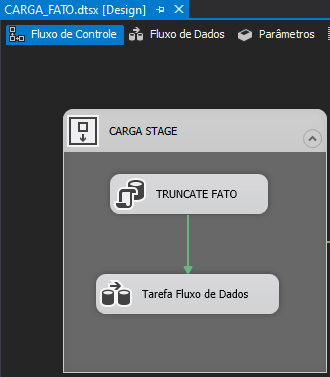 CARGA_FATO.dtsx [Design]
Fluxo de Controle
Fluxo de Dados
Parâmetros
CARGA STAGE
TRUNCATE FATO
Tarefa Fluxo de Dados